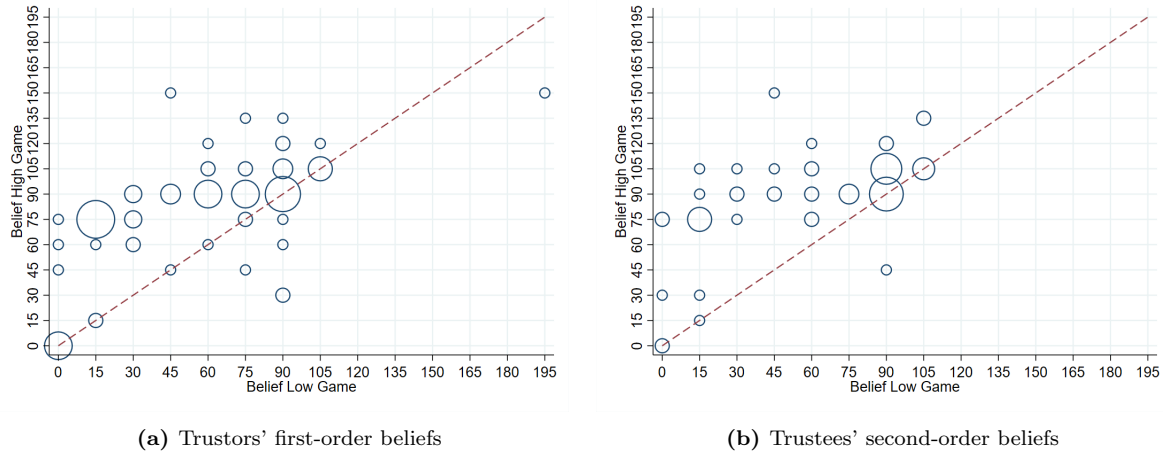 Belief High Game
0 15 30 45 60 75 90 105 120 135 150 165 180 195
0 15 30 45 60 75 90 105 120 135 150 165 180 195
Belief Low Game
(a) Trustors' first-order beliefs
Belief High Game
0 15 30 45 60 75 90 105 120 135 150 165 180 195
0 15 30 45 60 75 90 105 120 135 150 165 180 195
Belief Low Game
(b) Trustees' second-order beliefs